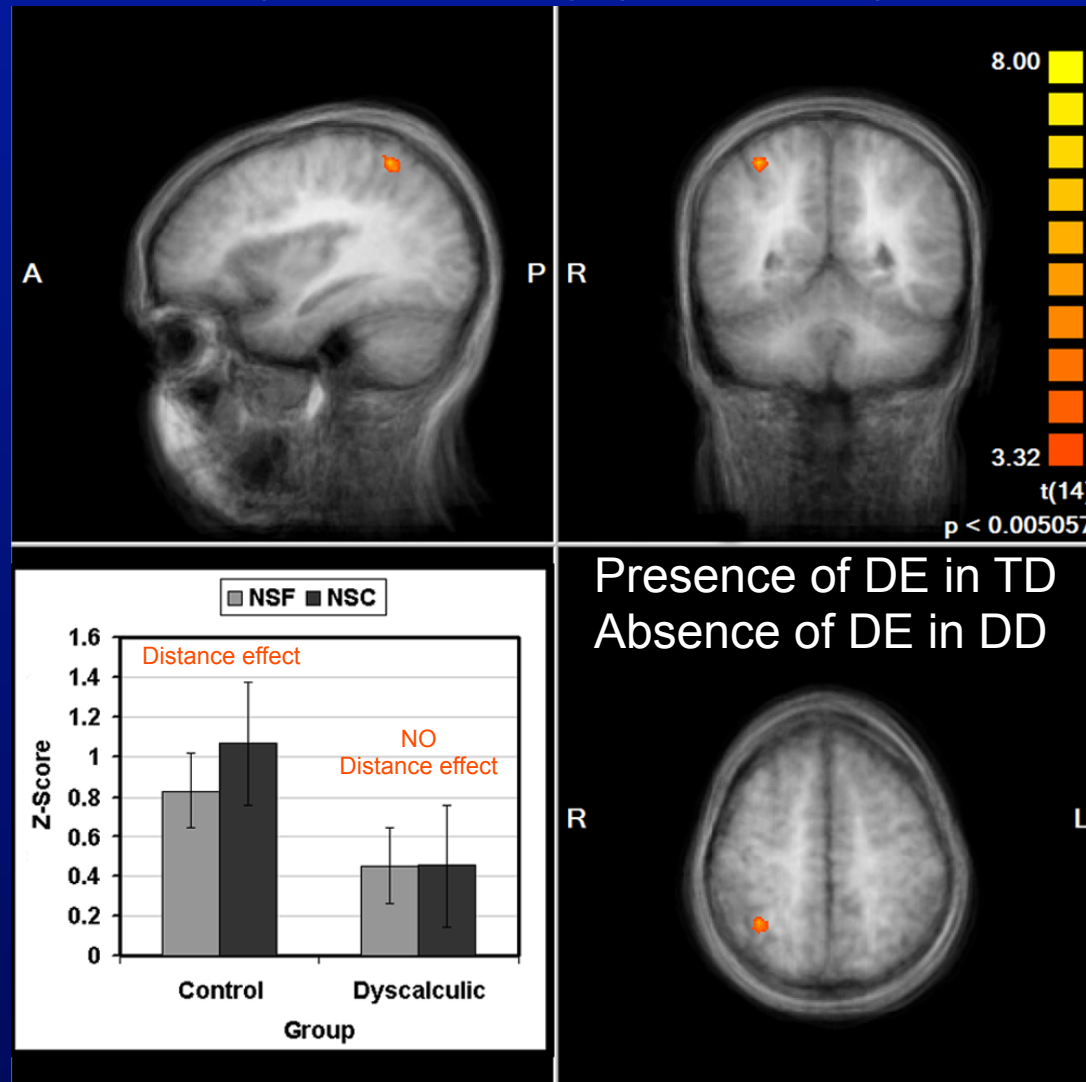 A
P
R
8.00
3.32
t(14)
p < 0.005057
NSF NSC
1.6
1.4
1.2
1
0.8
0.6
0.4
0.2
0
Z-Score
Distance effect
NO
Distance effect
Control Dyscalculic
Group
Presence of DE in TD
Absence of DE in DD
R
L